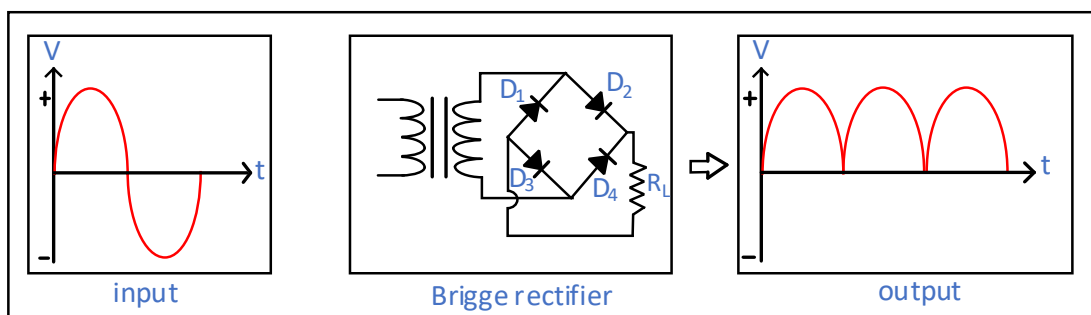 V
+
t
−
input
D1
D2
D3
D4
RL
Brigge rectifier
V
+
t
−
output